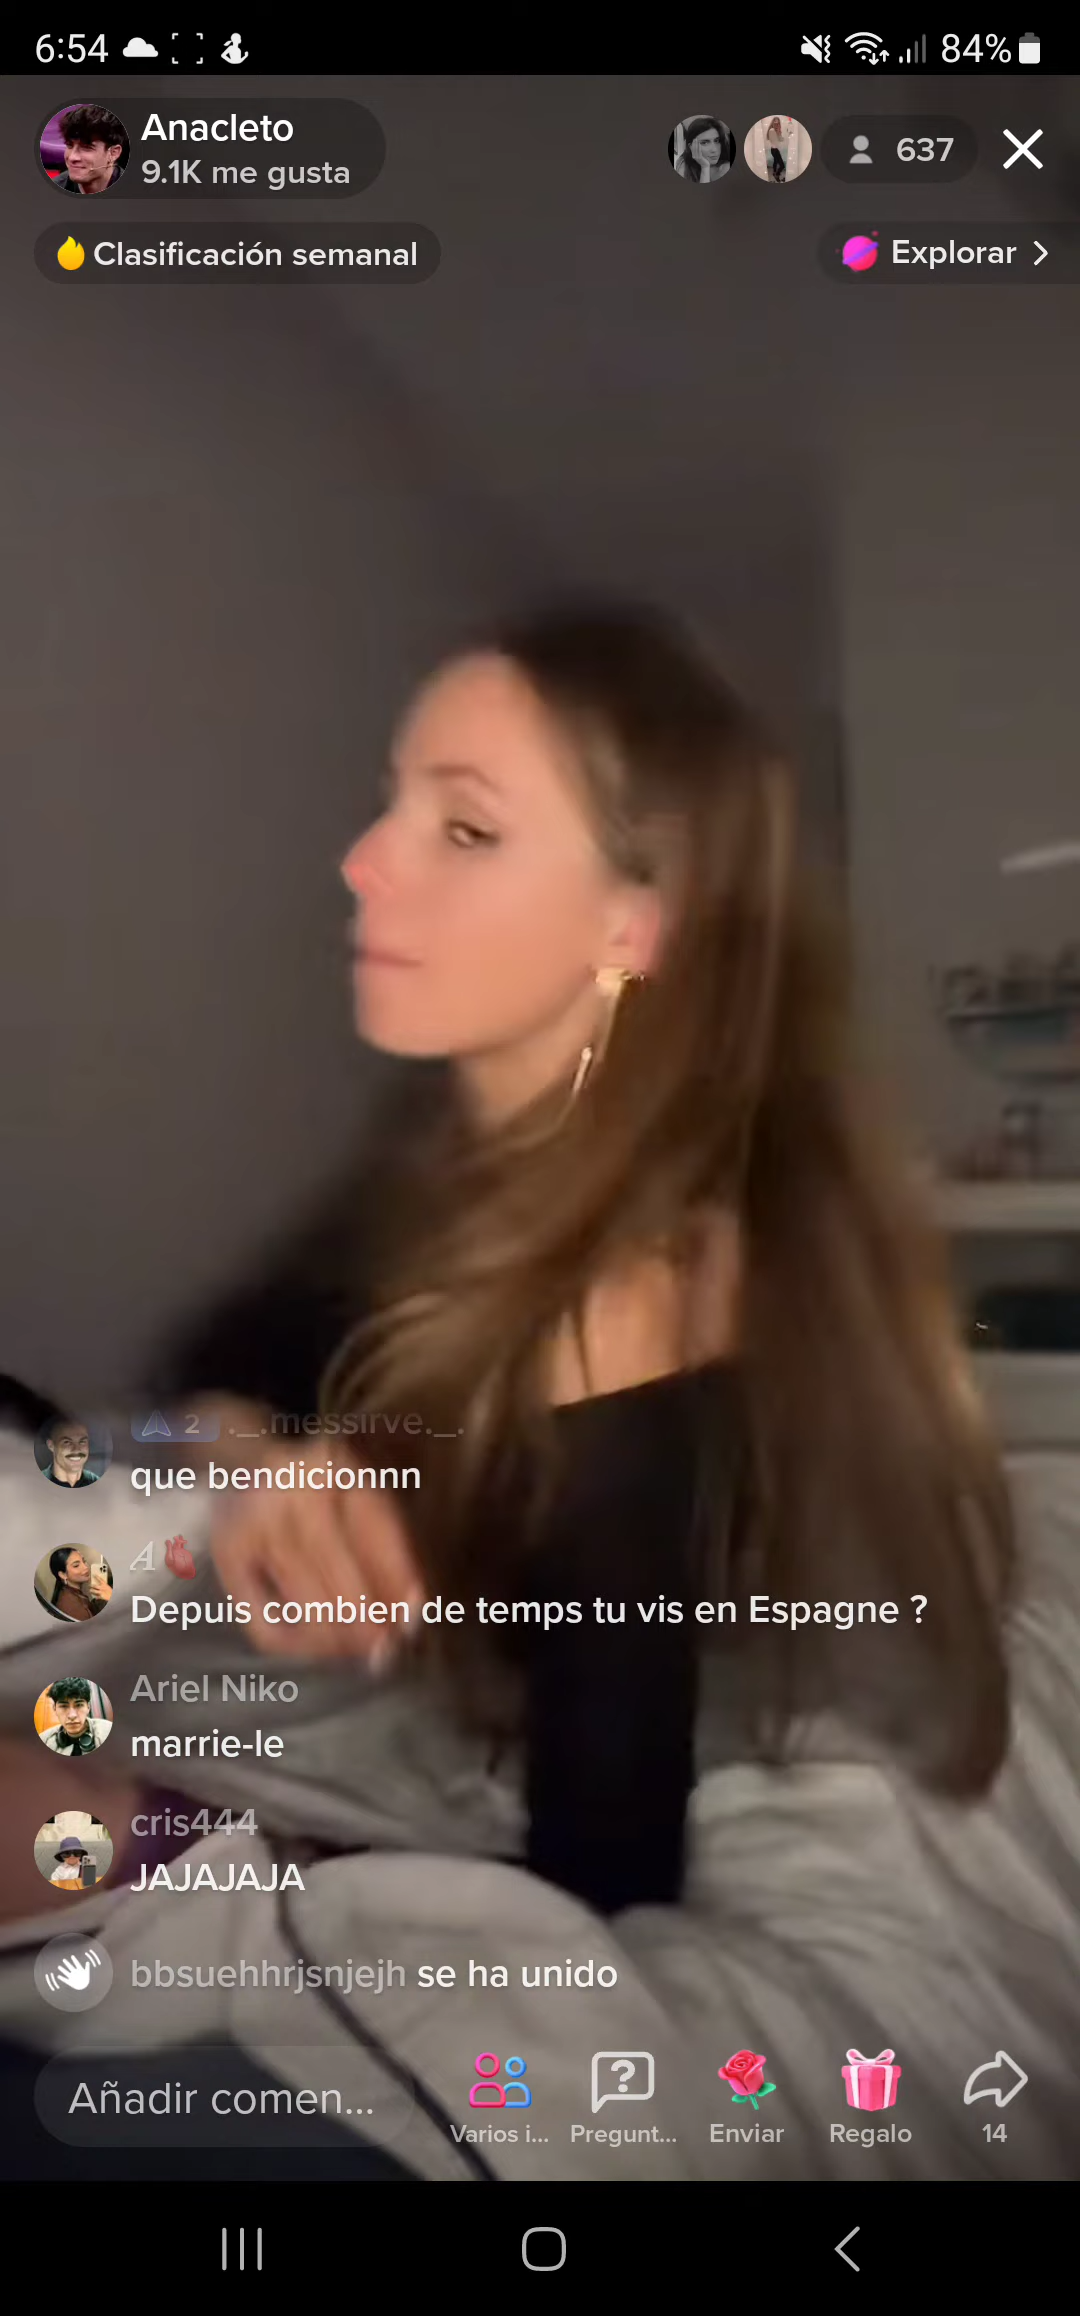 6:54
84%
Anacleto
9.1K me gusta
637
Clasificación semanal
Explorar
2 ._.messirve._.
que bendicionnn
A
Depuis combien de temps tu vis en Espagne ?
Ariel Niko
marrie-le
cris444
JAJAJAJA
bbsuehhrjsnjejh se ha unido
Añadir comen...
Varios i...
Pregunt...
Enviar
Regalo
14